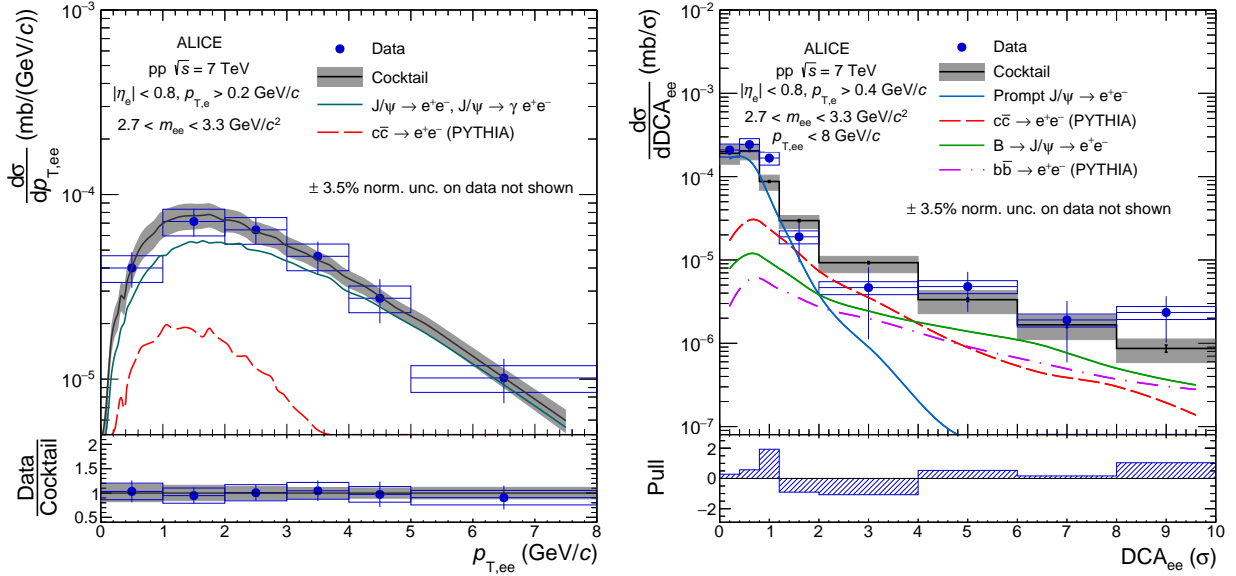 dσ/dp_T,ee (mb/(GeV/c))
10⁻³
10⁻⁴
10⁻⁵
ALICE
pp √s = 7 TeV
|η_e| < 0.8, p_T,e > 0.2 GeV/c
2.7 < m_ee < 3.3 GeV/c²
Data
Cocktail
J/ψ → e⁺e⁻, J/ψ → γ e⁺e⁻
cc̅ → e⁺e⁻ (PYTHIA)
± 3.5% norm. unc. on data not shown
Data
Cocktail
2
1.5
1
0.5
0 1 2 3 4 5 6 7 8
p_T,ee (GeV/c)
dσ/dDCA_ee (mb/σ)
10⁻²
10⁻³
10⁻⁴
10⁻⁵
10⁻⁶
10⁻⁷
ALICE
pp √s = 7 TeV
|η_e| < 0.8, p_T,e > 0.4 GeV/c
2.7 < m_ee < 3.3 GeV/c²
p_T,ee < 8 GeV/c
Data
Cocktail
Prompt J/ψ → e⁺e⁻
cc̅ → e⁺e⁻ (PYTHIA)
B → J/ψ → e⁺e⁻
bb̅ → e⁺e⁻ (PYTHIA)
± 3.5% norm. unc. on data not shown
Pull
2
0
−2
0 1 2 3 4 5 6 7 8 9 10
DCA_ee (σ)